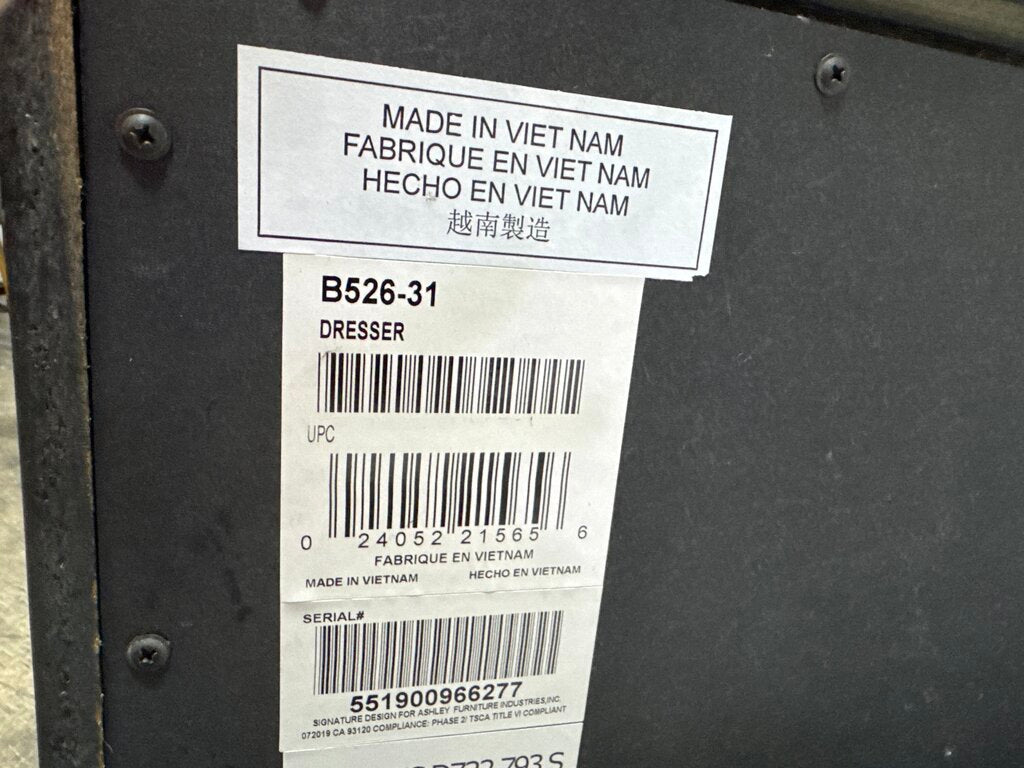 MADE IN VIET NAM
FABRIQUE EN VIET NAM
HECHO EN VIET NAM
越南製造
B526-31
DRESSER
UPC
0 24052 21565 6
FABRIQUE EN VIETNAM
MADE IN VIETNAM HECHO EN VIETNAM
SERIAL#
551900966277
SIGNATURE DESIGN FOR ASHLEY FURNITURE INDUSTRIES,INC.
072019 CA 93120 COMPLIANCE: PHASE 2/ TSCA TITLE VI COMPLIANT
793 S